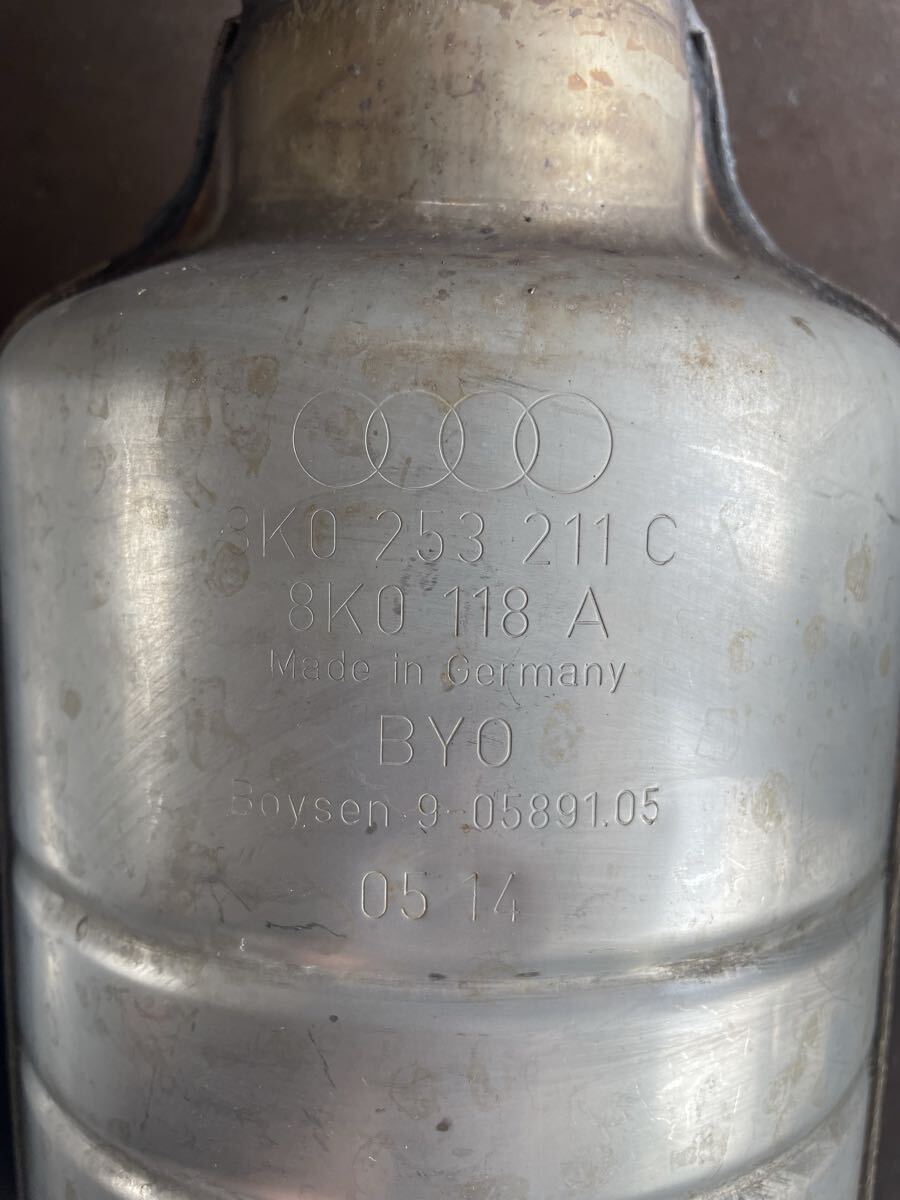 8K0 253 211 C
8K0 118 A
Made in Germany
BYO
Boysen 9-05891.05
05 14